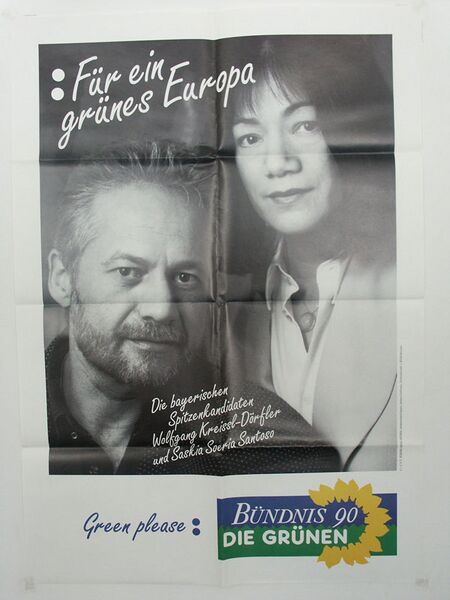 : Für ein
grünes Europa
Die bayerischen
Spitzenkandidaten
Wolfgang Kreissl-Dörfler
und Saskia Soeria Santoso
Green please :
BÜNDNIS 90
DIE GRÜNEN